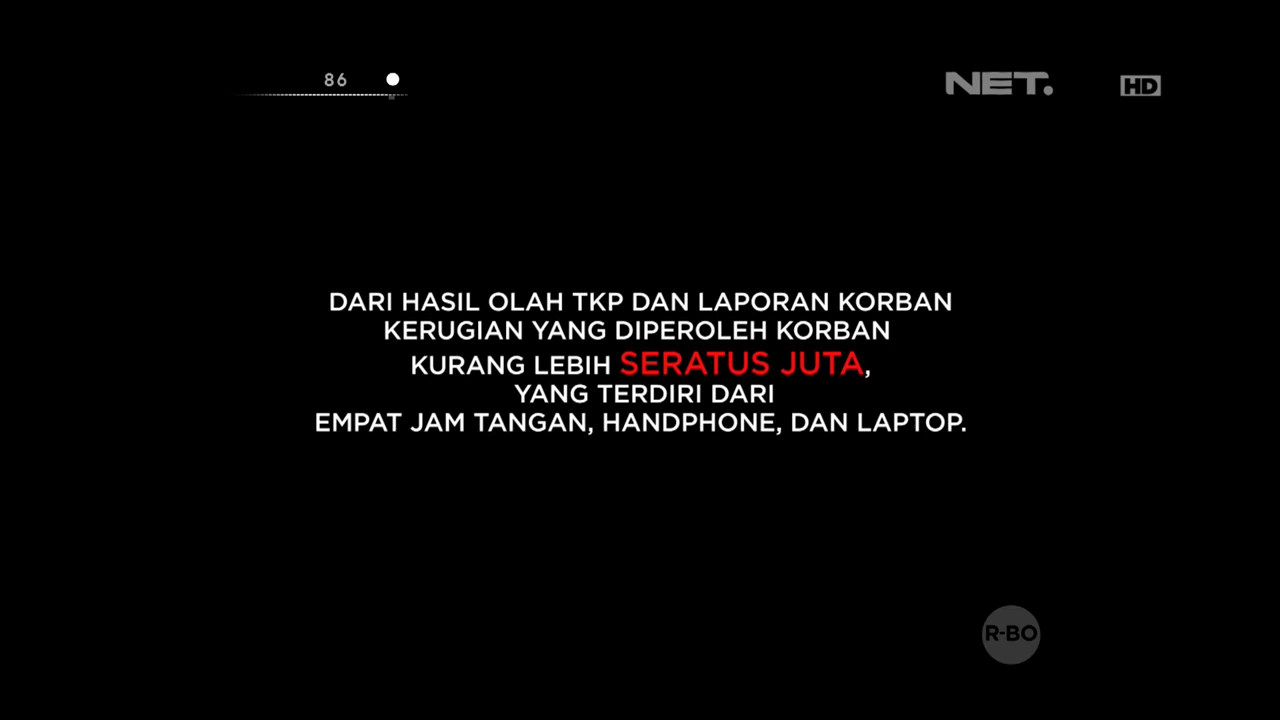 86
NET.
HD
DARI HASIL OLAH TKP DAN LAPORAN KORBAN
KERUGIAN YANG DIPEROLEH KORBAN
KURANG LEBIH SERATUS JUTA,
YANG TERDIRI DARI
EMPAT JAM TANGAN, HANDPHONE, DAN LAPTOP.
R-BO